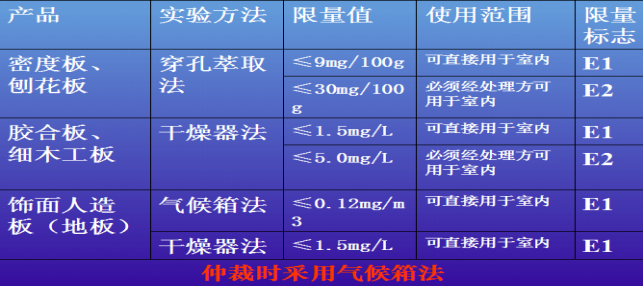 产品 实验方法 限量值 使用范围 限量
标志
密度板、
刨花板 穿孔萃取
法 ≤9mg/100g 可直接用于室内 E1
≤30mg/100
g 必须经处理方可
用于室内 E2
胶合板、
细木工板 干燥器法 ≤1.5mg/L 可直接用于室内 E1
≤5.0mg/L 必须经处理方可
用于室内 E2
饰面人造
板（地板） 气候箱法 ≤0.12mg/m
3 可直接用于室内 E1
干燥器法 ≤1.5mg/L 可直接用于室内 E1
仲裁时采用气候箱法